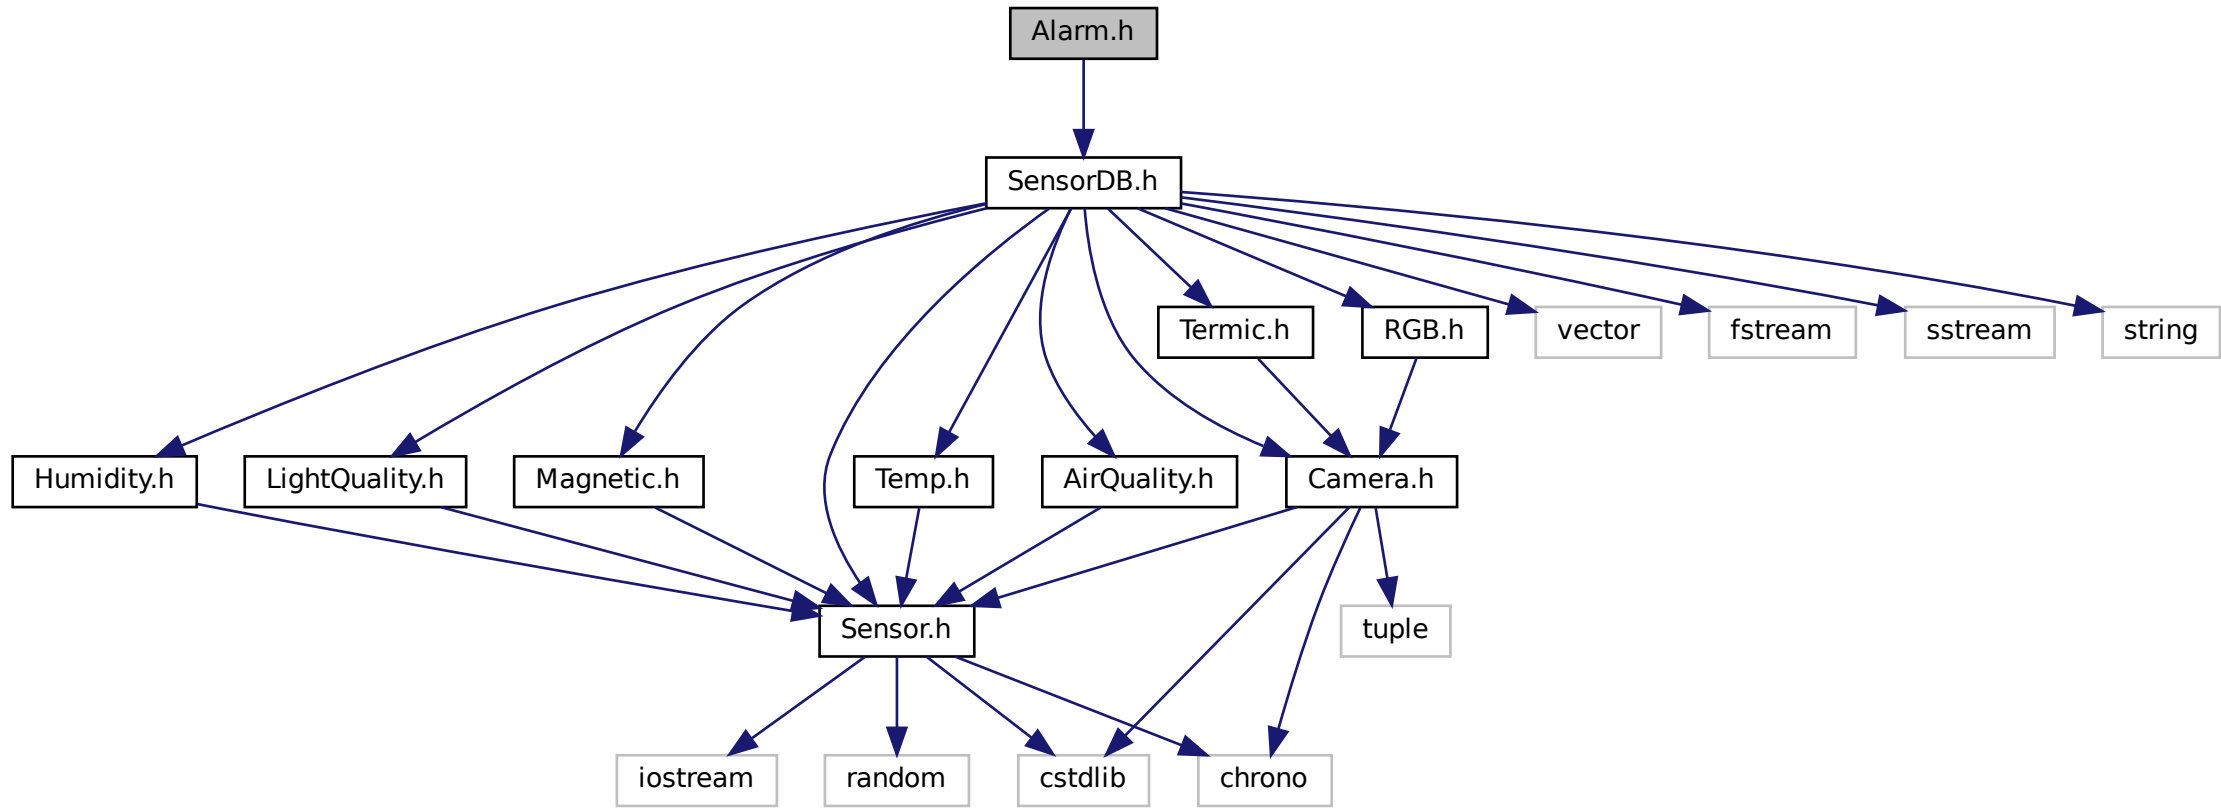 Alarm.h
SensorDB.h
Termic.h
RGB.h
vector
fstream
sstream
string
Humidity.h
LightQuality.h
Magnetic.h
Temp.h
AirQuality.h
Camera.h
Sensor.h
tuple
iostream
random
cstdlib
chrono